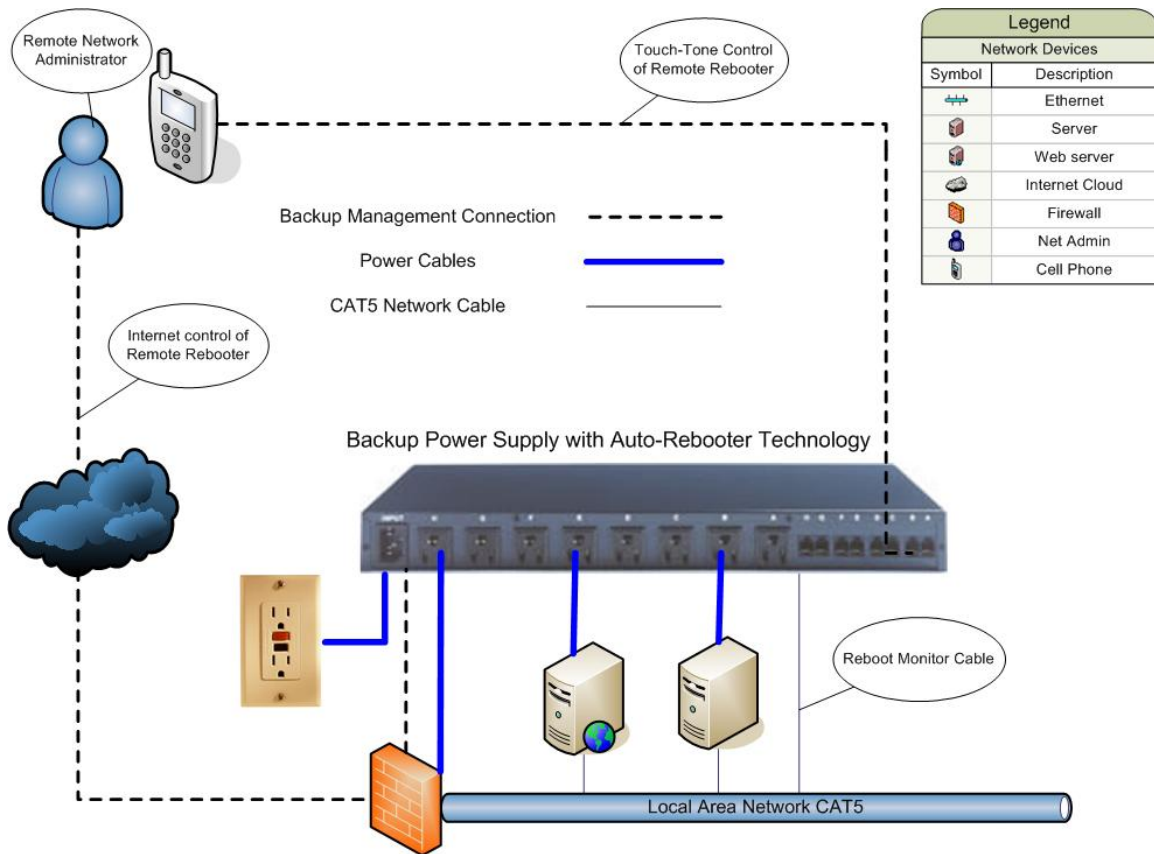 Remote Network
Administrator
Touch-Tone Control
of Remote Rebooter
Legend
Network Devices
Symbol Description
Ethernet
Server
Web server
Internet Cloud
Firewall
Net Admin
Cell Phone
Backup Management Connection
Power Cables
CAT5 Network Cable
Internet control of
Remote Rebooter
Backup Power Supply with Auto-Rebooter Technology
INPUT
Reboot Monitor Cable
Local Area Network CAT5